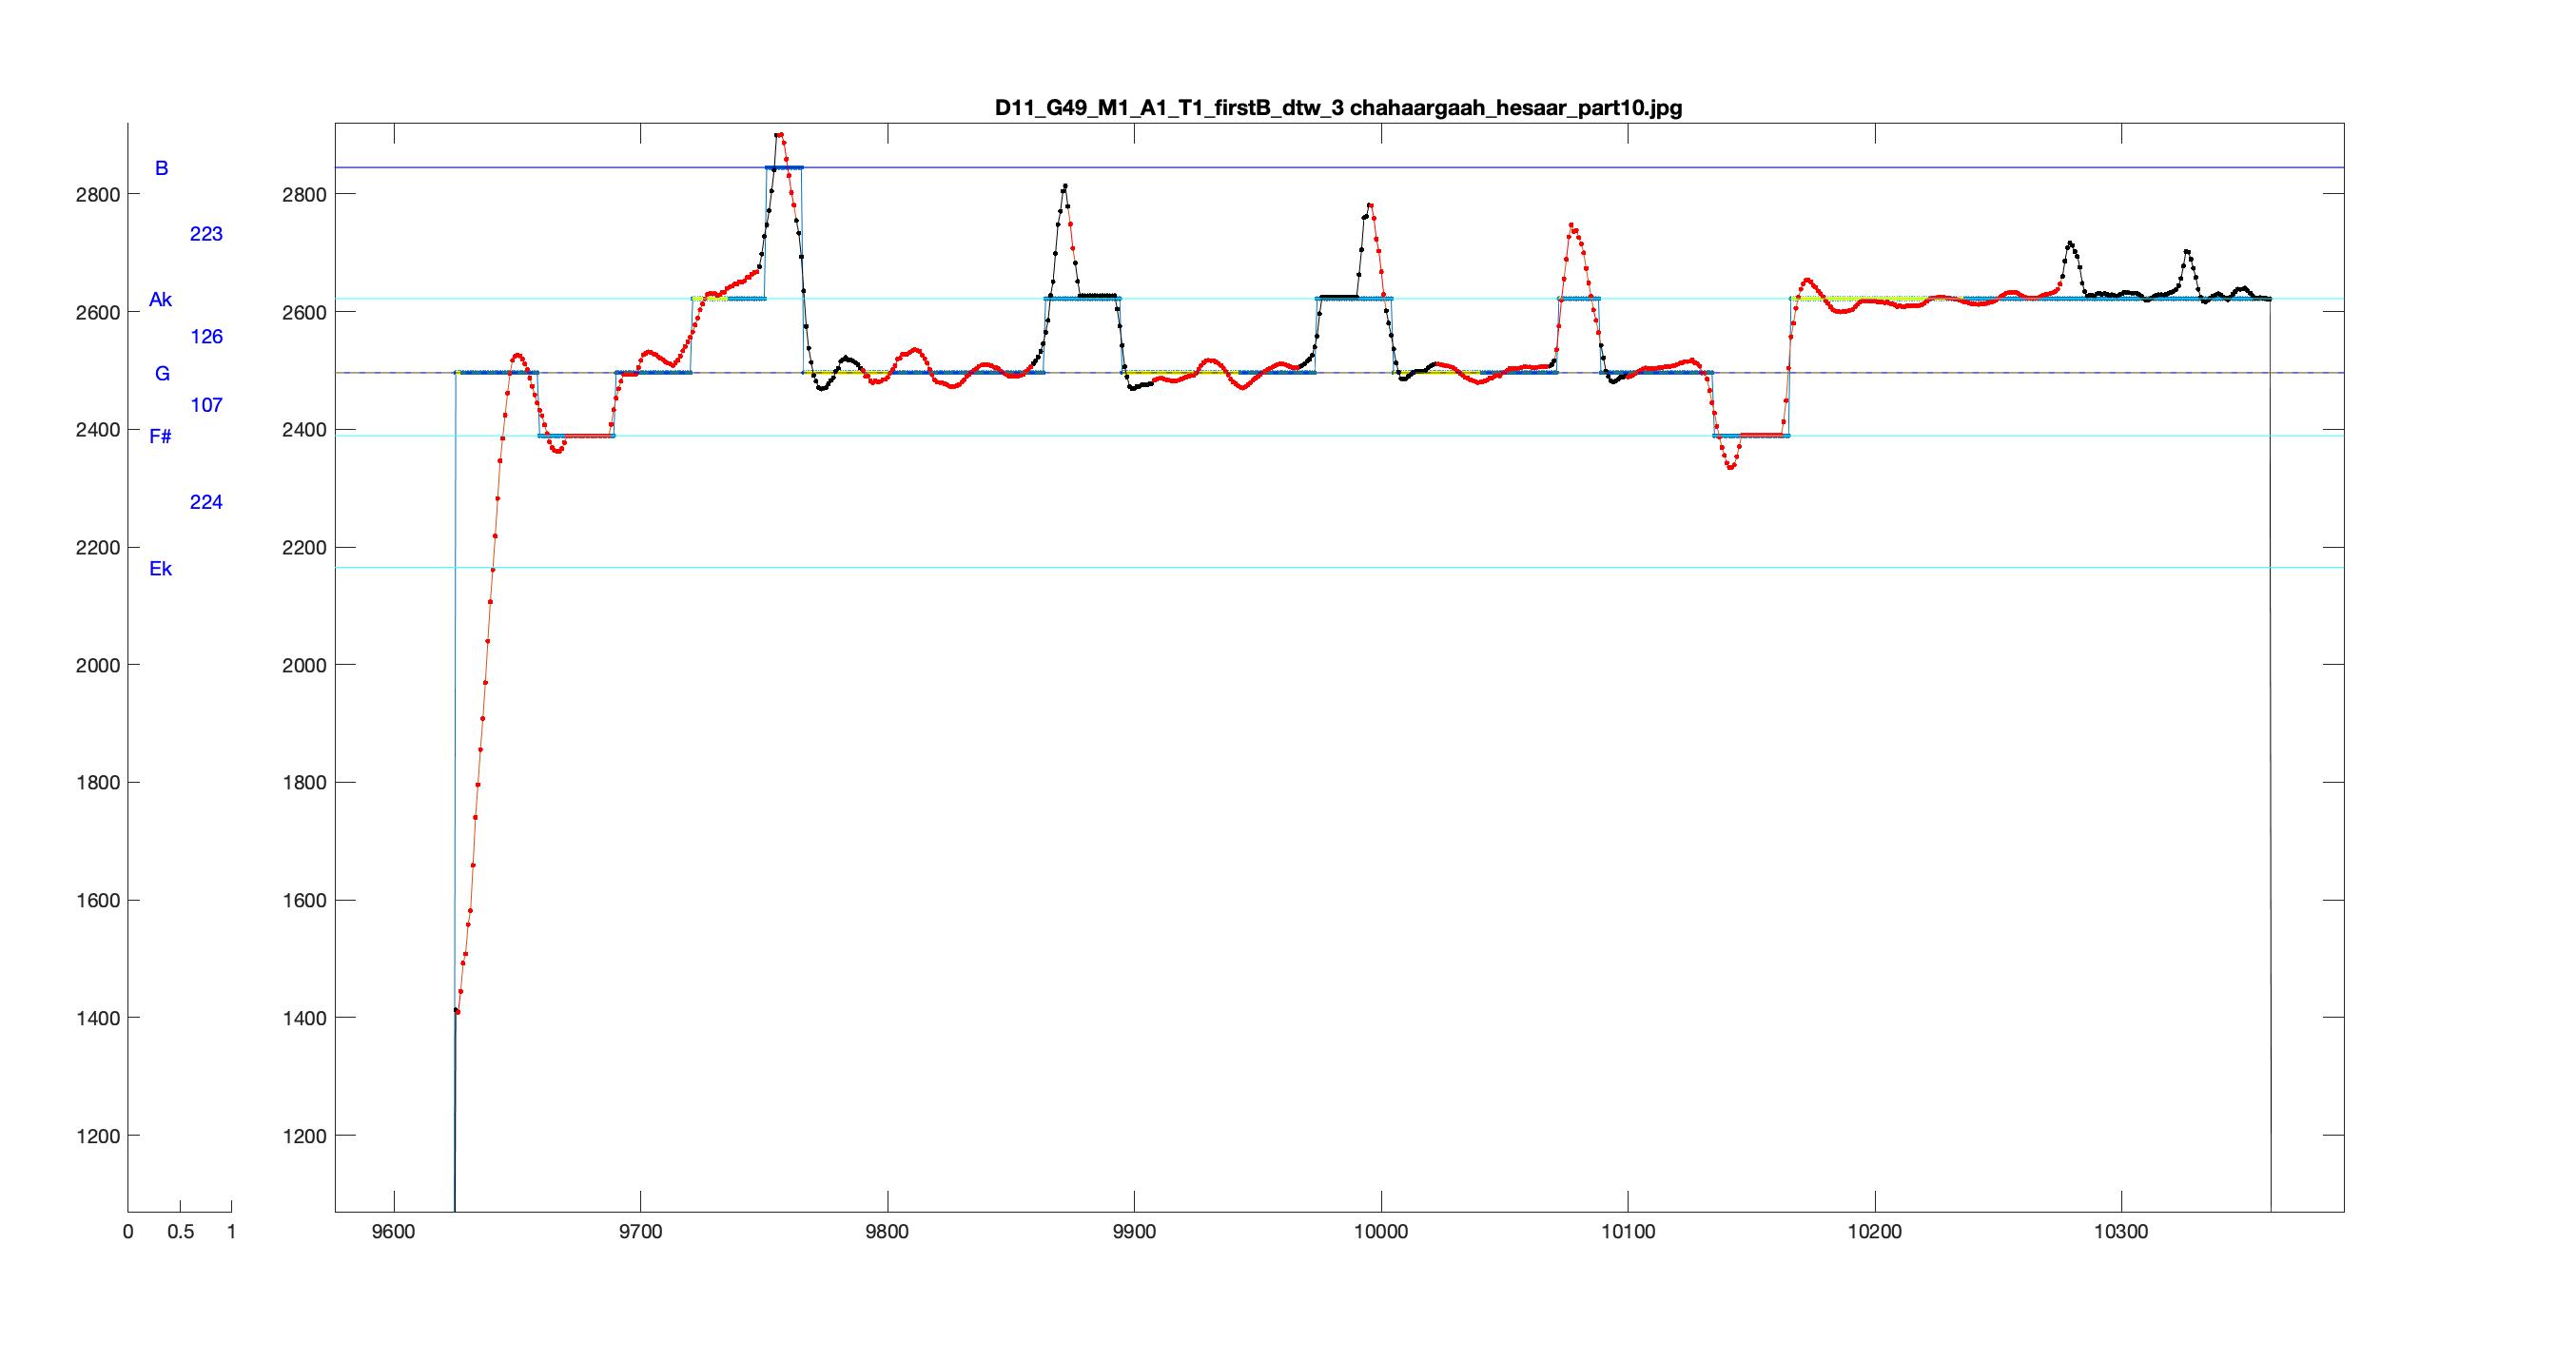 D11_G49_M1_A1_T1_firstB_dtw_3 chahaargaah_hesaar_part10.jpg
B
2800 2800
223
Ak
2600 2600
126
G
107
2400 F# 2400
224
2200 2200
Ek
2000 2000
1800 1800
1600 1600
1400 1400
1200 1200
0 0.5 1 9600 9700 9800 9900 10000 10100 10200 10300